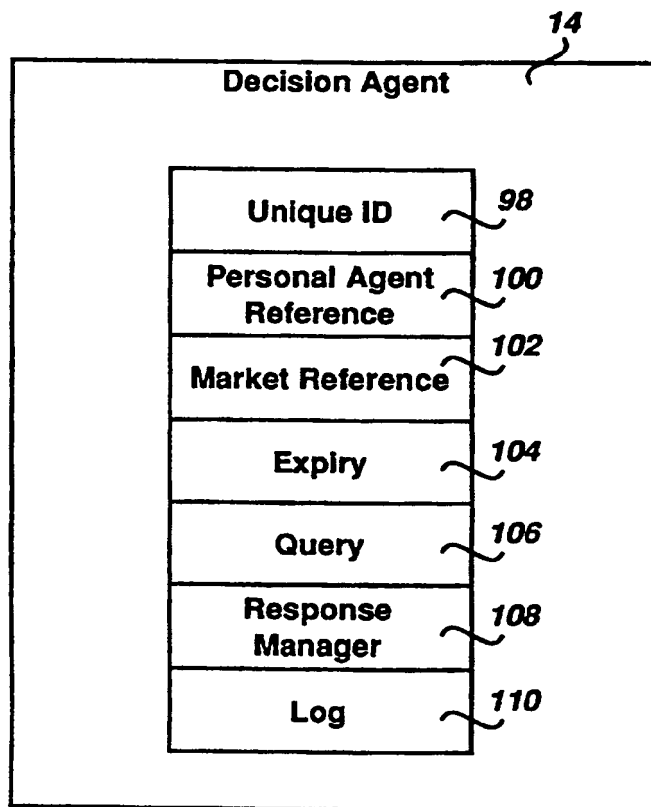 14
Decision Agent
Unique ID
98
Personal Agent
Reference
100
Market Reference
102
Expiry
104
Query
106
Response
Manager
108
Log
110